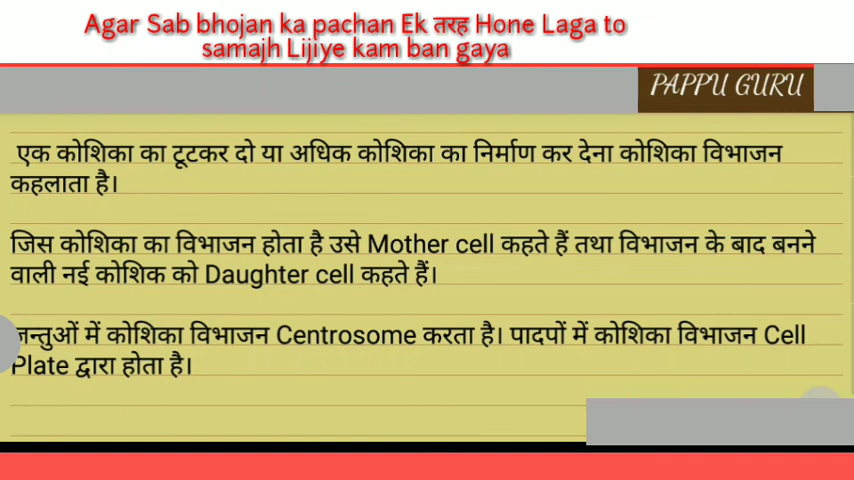 Agar Sab bhojan ka pachan Ek तरह Hone Laga to
samajh Lijiye kam ban gaya
PAPPU GURU
एक कोशिका का टूटकर दो या अधिक कोशिका का निर्माण कर देना कोशिका विभाजन
कहलाता है।
जिस कोशिका का विभाजन होता है उसे Mother cell कहते हैं तथा विभाजन के बाद बनने
वाली नई कोशिक को Daughter cell कहते हैं।
जन्तुओं में कोशिका विभाजन Centrosome करता है। पादपों में कोशिका विभाजन Cell
Plate द्वारा होता है।